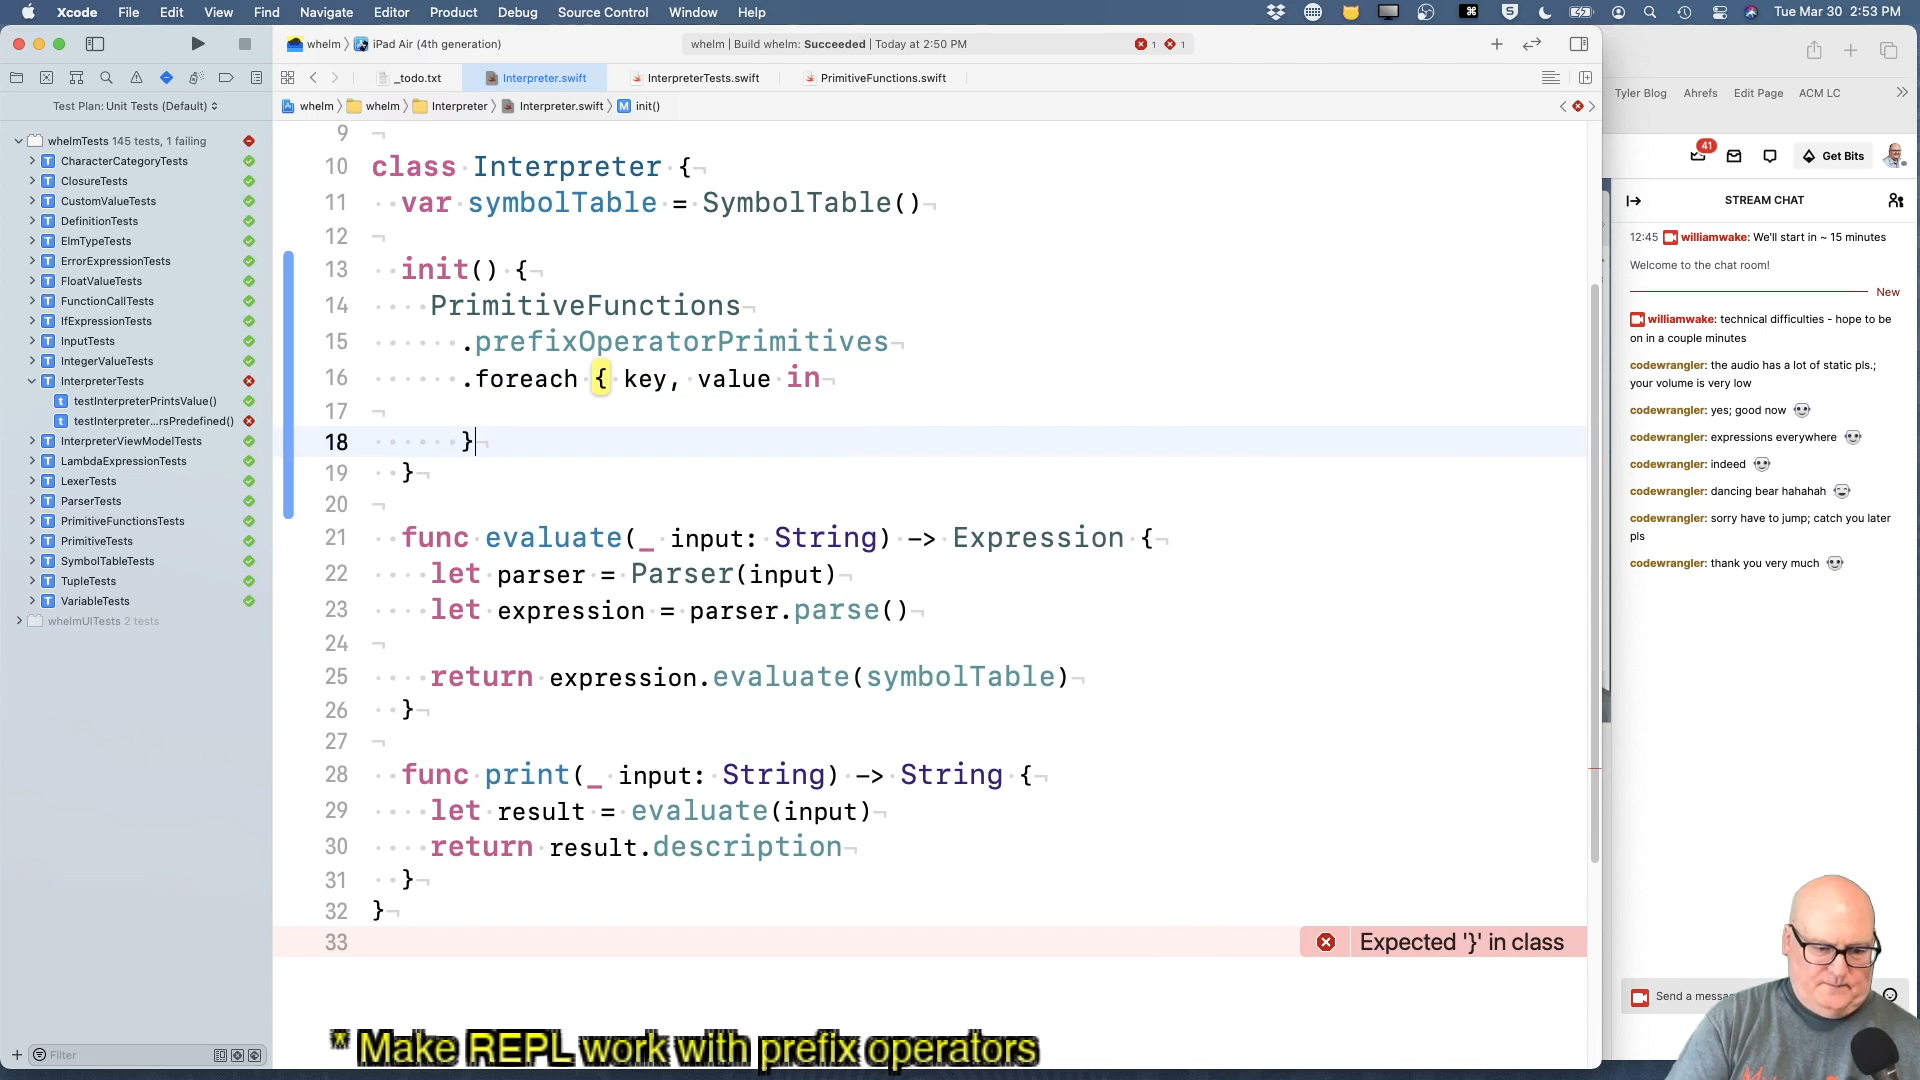 Xcode File Edit View Find Navigate Editor Product Debug Source Control Window Help Tue Mar 30 2:53 PM
whelm 〉 iPad Air (4th generation) whelm | Build whelm: Succeeded | Today at 2:50 PM 1 1
_todo.txt Interpreter.swift InterpreterTests.swift PrimitiveFunctions.swift
Test Plan: Unit Tests (Default)
whelm 〉 whelm 〉 Interpreter 〉 Interpreter.swift 〉 M init()
whelmTests 145 tests, 1 failing
T CharacterCategoryTests
T ClosureTests
T CustomValueTests
T DefinitionTests
T ElmTypeTests
T ErrorExpressionTests
T FloatValueTests
T FunctionCallTests
T IfExpressionTests
T InputTests
T IntegerValueTests
T InterpreterTests
t testInterpreterPrintsValue()
t testInterpreter...rsPredefined()
T InterpreterViewModelTests
T LambdaExpressionTests
T LexerTests
T ParserTests
T PrimitiveFunctionsTests
T PrimitiveTests
T SymbolTableTests
T TupleTests
T VariableTests
whelmUITests 2 tests
Filter
9
10 class Interpreter {
11 var symbolTable = SymbolTable()
12
13 init() {
14 PrimitiveFunctions
15 .prefixOperatorPrimitives
16 .foreach { key, value in
17
18 }
19 }
20
21 func evaluate(_ input: String) -> Expression {
22 let parser = Parser(input)
23 let expression = parser.parse()
24
25 return expression.evaluate(symbolTable)
26 }
27
28 func print(_ input: String) -> String {
29 let result = evaluate(input)
30 return result.description
31 }
32 }
33 Expected '}' in class
* Make REPL work with prefix operators
Tyler Blog Ahrefs Edit Page ACM LC
41 Get Bits
STREAM CHAT
12:45 williamwake: We'll start in ~ 15 minutes
Welcome to the chat room!
New
williamwake: technical difficulties - hope to
be on in a couple minutes
codewrangler: the audio has a lot of static pls.;
your volume is very low
codewrangler: yes; good now
codewrangler: expressions everywhere
codewrangler: indeed
codewrangler: dancing bear hahahah
codewrangler: sorry have to jump; catch you later
pls
codewrangler: thank you very much
Send a